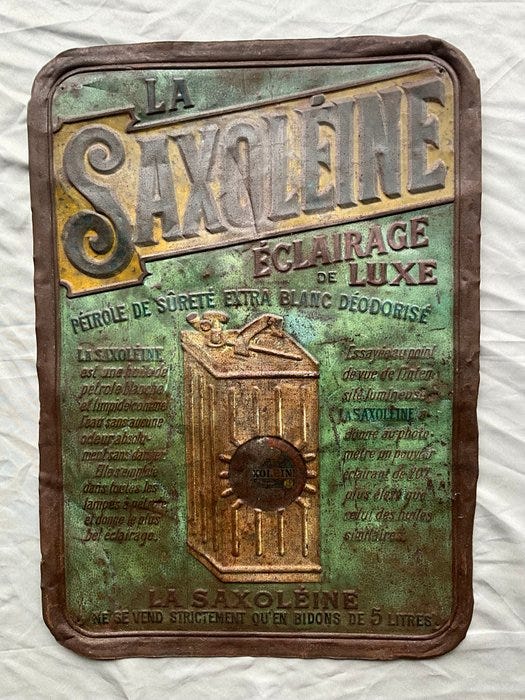 LA
SAXOLÉINE
ÉCLAIRAGE
DE LUXE
PÉTROLE DE SÛRETÉ EXTRA BLANC DÉODORISÉ
LA SAXOLÉINE
est une huile de
pétrole blanche
et limpide comme
l'eau sans aucune
odeur absolu-
ment sans danger
Elle s'emploie
dans toutes les
lampes à pétrole
et donne le plus
bel éclairage.
Essayée au point
de vue de l'inten-
sité lumineuse
LA SAXOLÉINE a
donné au photo-
mètre un pouvoir
éclairant de
plus élevé que
celui des huiles
similaires.
XOLEIN
LA SAXOLÉINE
NE SE VEND STRICTEMENT QU'EN BIDONS DE 5 LITRES